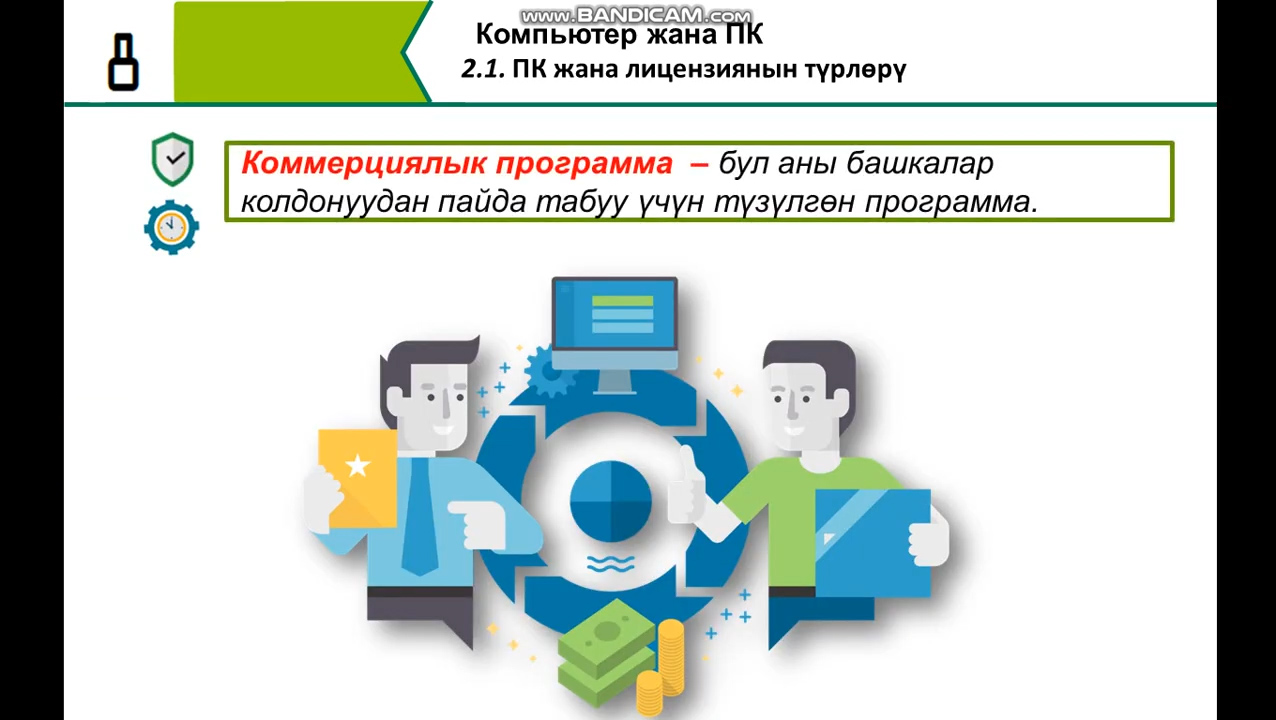 www.BANDICAM.com
Компьютер жана ПК
2.1. ПК жана лицензиянын түрлөрү
Коммерциялык программа – бул аны башкалар
колдонуудан пайда табуу үчүн түзүлгөн программа.